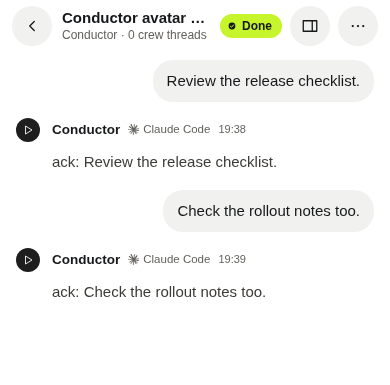 Conductor avatar …
Conductor · 0 crew threads
Done
Review the release checklist.
Conductor Claude Code 19:38
ack: Review the release checklist.
Check the rollout notes too.
Conductor Claude Code 19:39
ack: Check the rollout notes too.